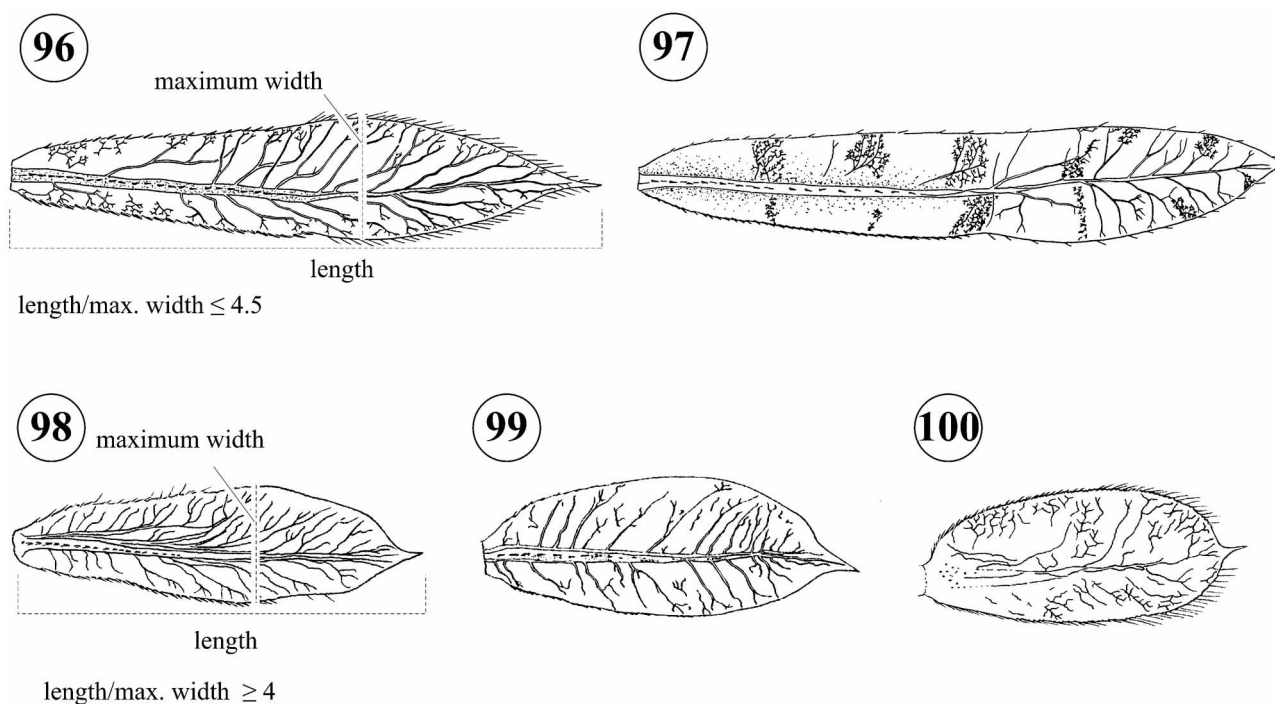 96
97
maximum width
length
length/max. width ≤ 4.5
98
99
100
maximum width
length
length/max. width ≥ 4